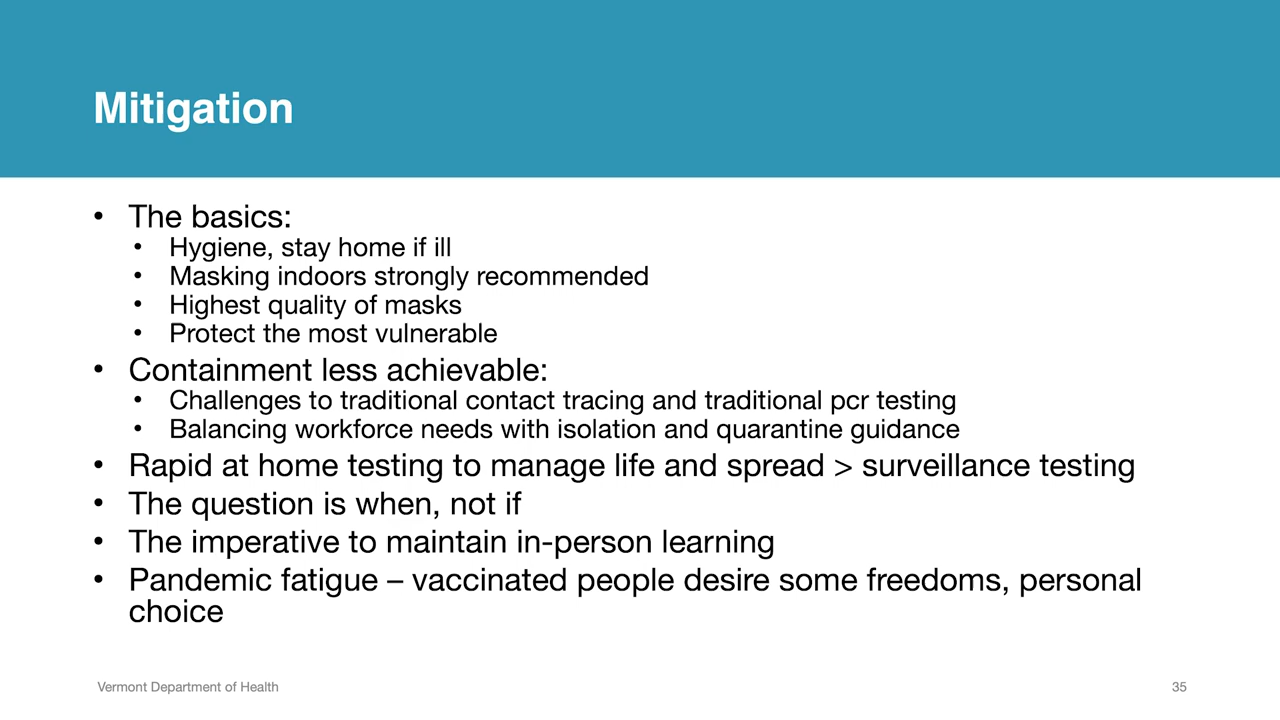 Mitigation
• The basics:
• Hygiene, stay home if ill
• Masking indoors strongly recommended
• Highest quality of masks
• Protect the most vulnerable
• Containment less achievable:
• Challenges to traditional contact tracing and traditional pcr testing
• Balancing workforce needs with isolation and quarantine guidance
• Rapid at home testing to manage life and spread > surveillance testing
• The question is when, not if
• The imperative to maintain in-person learning
• Pandemic fatigue – vaccinated people desire some freedoms, personal
choice
Vermont Department of Health
35